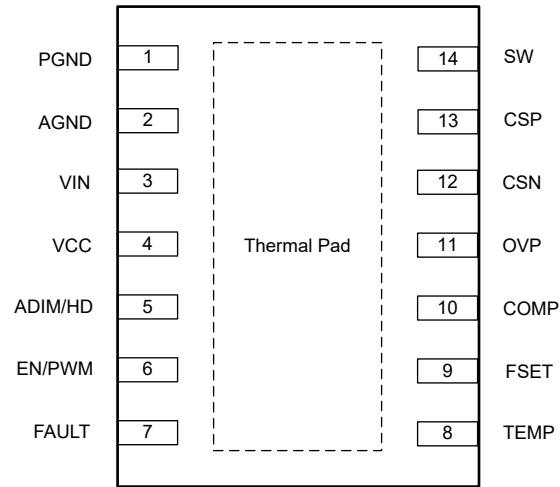 PGND 1 14 SW
AGND 2 13 CSP
VIN 3 12 CSN
VCC 4 Thermal Pad 11 OVP
ADIM/HD 5 10 COMP
EN/PWM 6 9 FSET
FAULT 7 8 TEMP